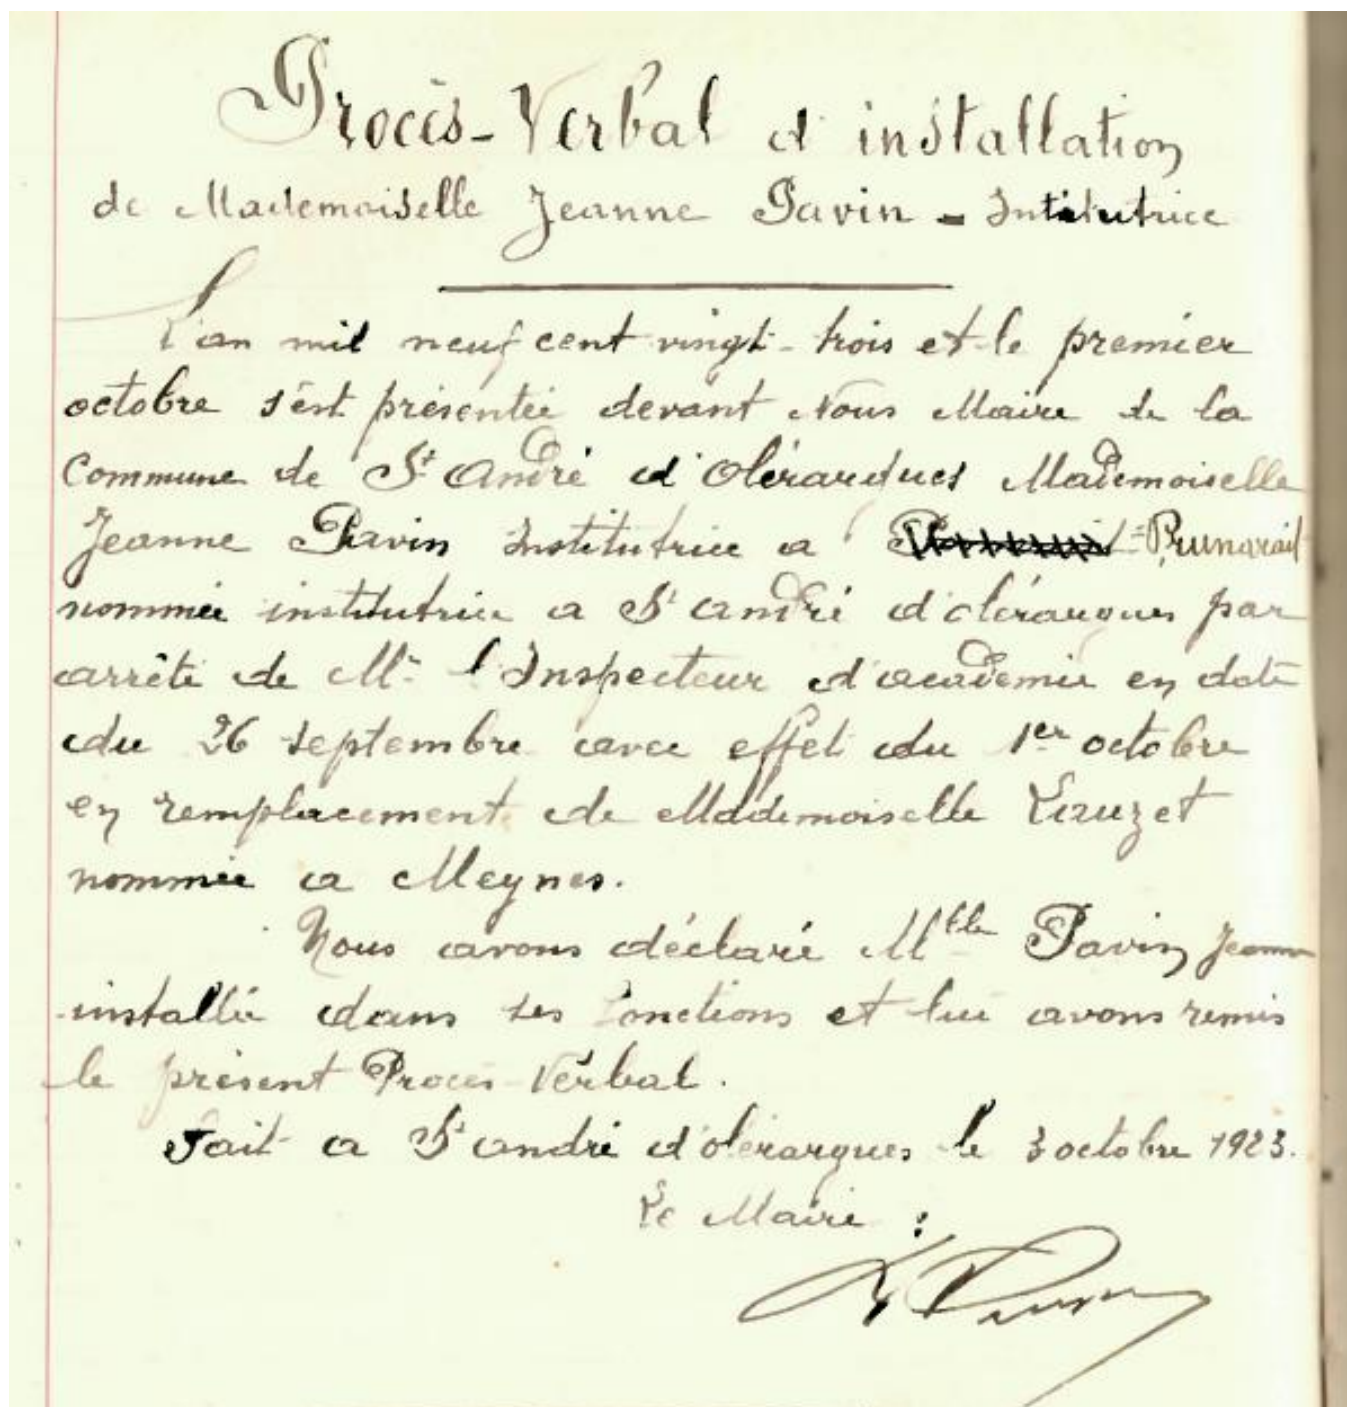 Procès-Verbal d'installation
de Mademoiselle Jeanne Pavin - Institutrice
L'an mil neuf cent vingt-trois et le premier
octobre s'est présentée devant Nous Maire de la
Commune de St André d'Olérargues Mademoiselle
Jeanne Pavin Institutrice a Prunarait
nommée institutrice a St andré d'olérargues par
arrêté de Mr l'Inspecteur d'académie en date
du 26 septembre avec effet du 1er octobre
en remplacement de Mademoiselle Lauzet
nommée a Meynes.
Nous avons déclaré Melle Pavin Jeanne
installée dans ses fonctions et lui avons remis
le présent Procès-Verbal.
Fait a St andré d'olérargues le 3 octobre 1923.
Le Maire :